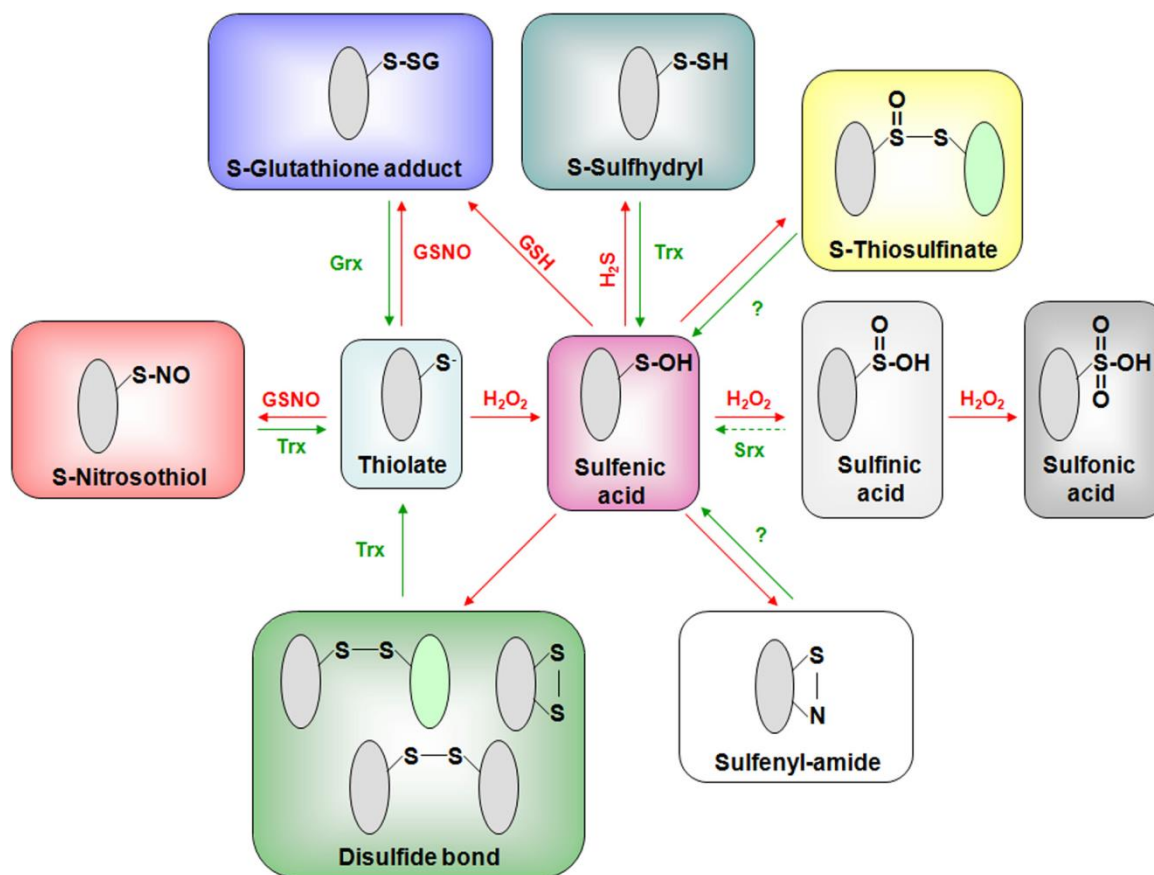 S-SG
S-Glutathione adduct
S-SH
S-Sulfhydryl
O
S
S
S-Thiosulfinate
Grx
GSNO
GSH
H₂S
Trx
?
S-NO
S-Nitrosothiol
GSNO
Trx
S⁻
Thiolate
H₂O₂
S-OH
Sulfenic
acid
H₂O₂
Srx
O
S-OH
Sulfinic
acid
H₂O₂
O
S-OH
O
Sulfonic
acid
Trx
?
S
S
S
S
S
S
Disulfide bond
S
N
Sulfenyl-amide